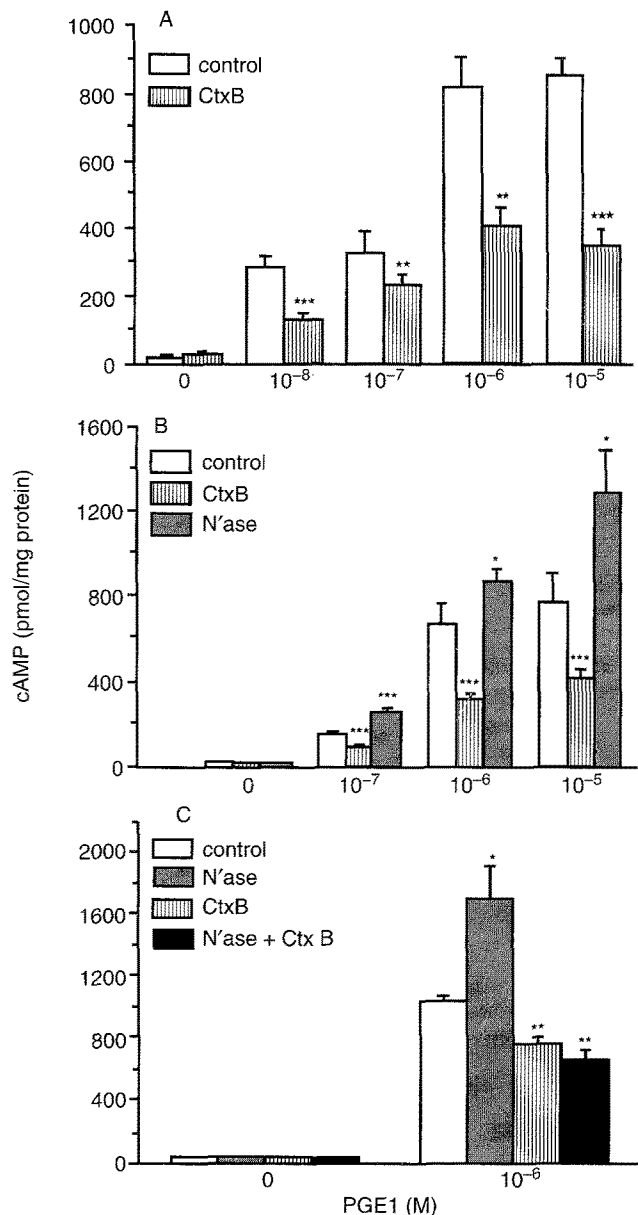 A
control
CtxB
1000
800
600
400
200
0
*** ** ** ***
0 10⁻⁸ 10⁻⁷ 10⁻⁶ 10⁻⁵
B
control
CtxB
N'ase
1600
1200
800
400
0
*** *** *** * *** *
0 10⁻⁷ 10⁻⁶ 10⁻⁵
cAMP (pmol/mg protein)
C
control
N'ase
CtxB
N'ase + Ctx B
2000
1600
1200
800
400
0
* ** **
0 10⁻⁶
PGE1 (M)